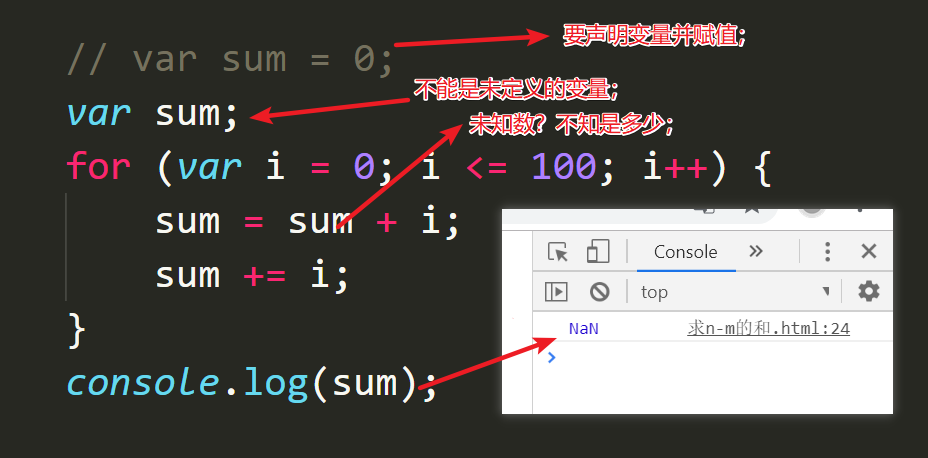 // var sum = 0;
要声明变量并赋值；
不能是未定义的变量；
var sum;
未知数？不知是多少；
for (var i = 0; i <= 100; i++) {
sum = sum + i;
sum += i;
}
console.log(sum);
Console
top
NaN
求n-m的和.html:24